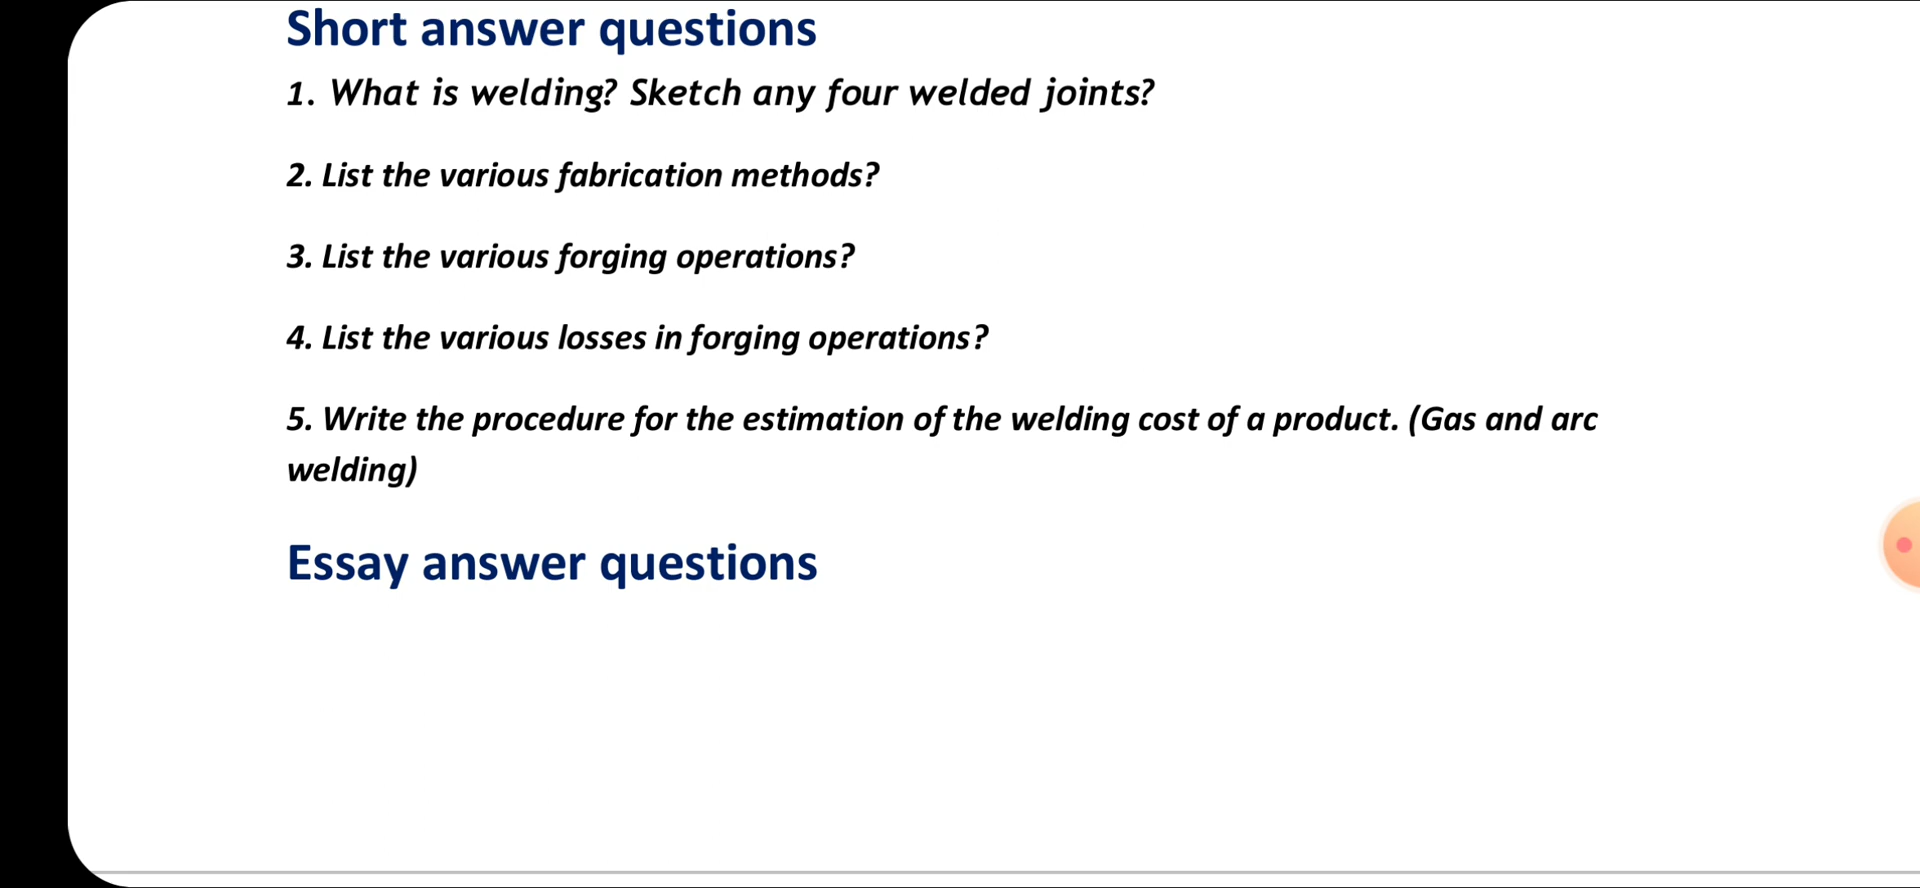 Short answer questions
1. What is welding? Sketch any four welded joints?
2. List the various fabrication methods?
3. List the various forging operations?
4. List the various losses in forging operations?
5. Write the procedure for the estimation of the welding cost of a product. (Gas and arc
welding)
Essay answer questions